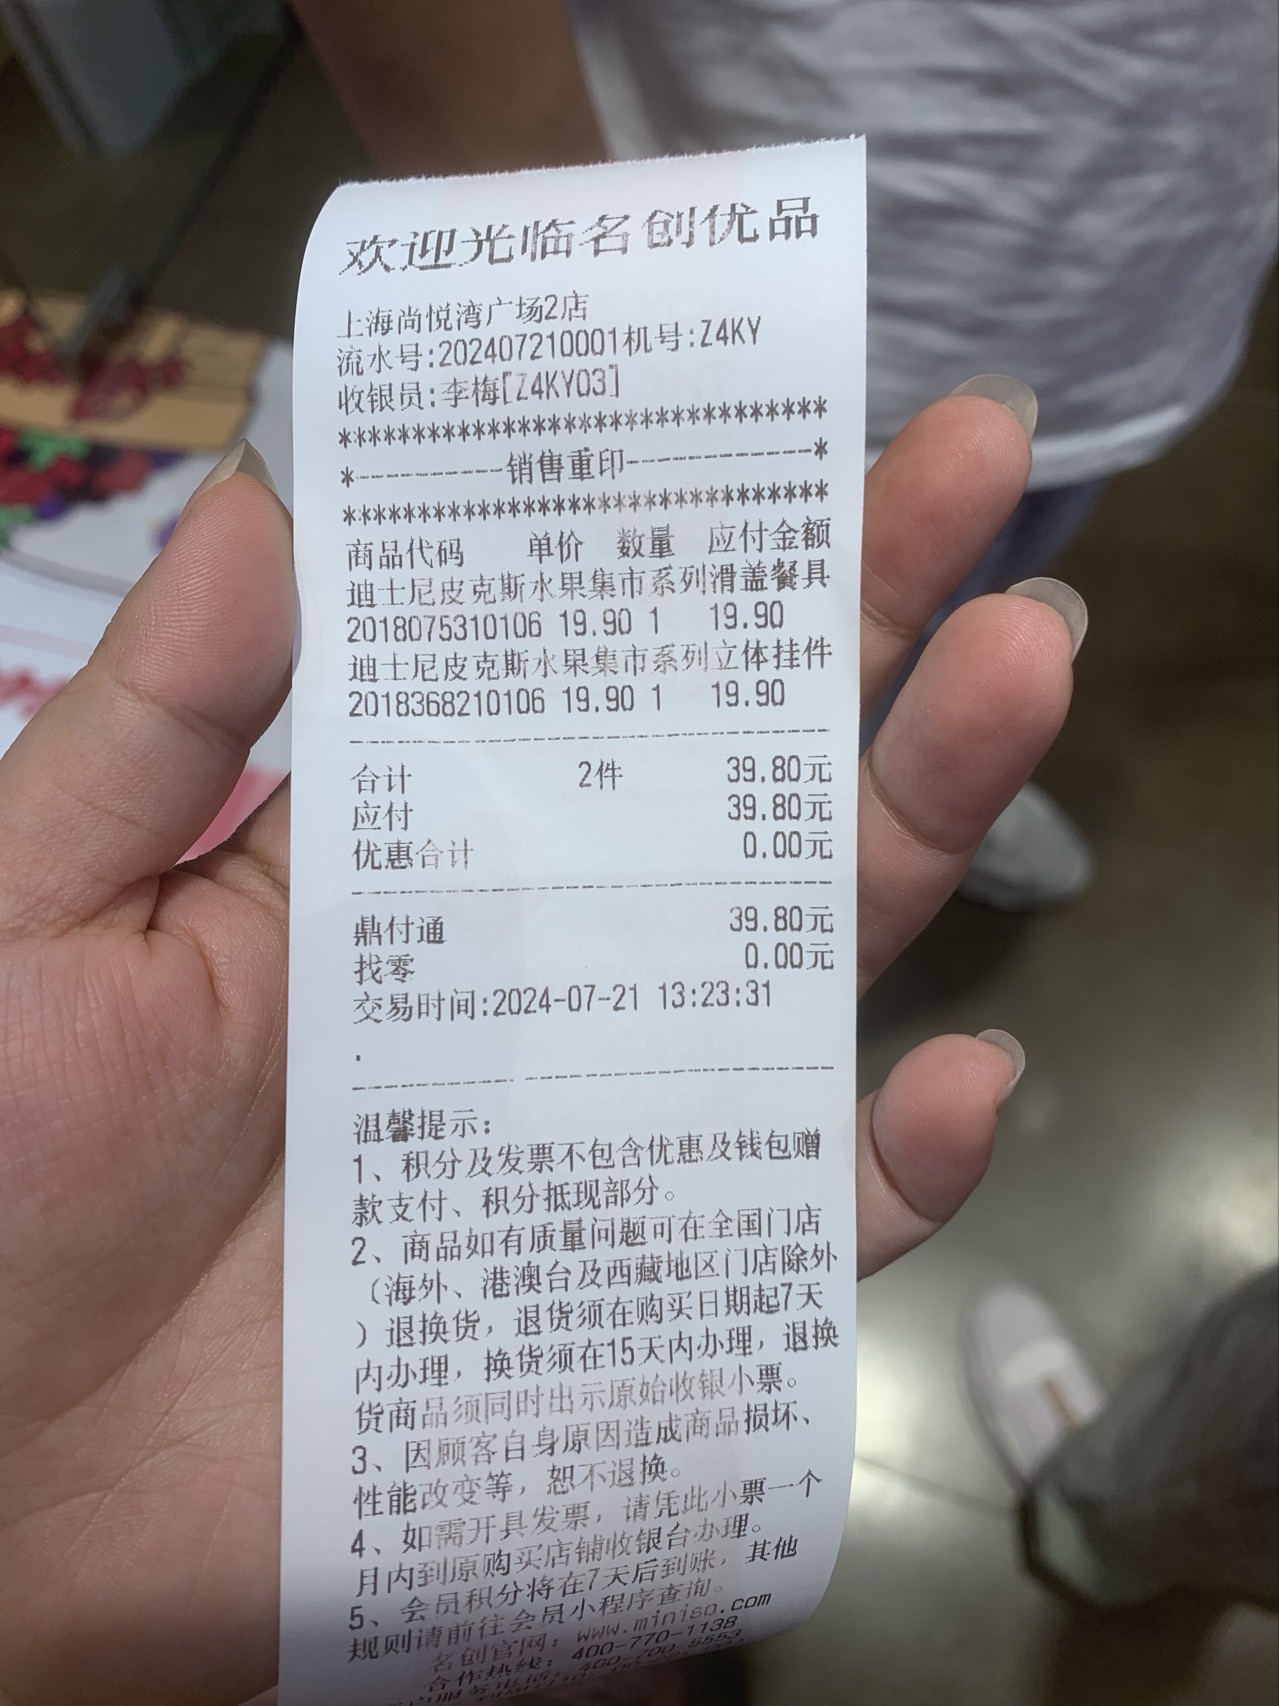 欢迎光临名创优品
上海尚悦湾广场2店
流水号:202407210001机号:Z4KY
收银员:李梅[Z4KY03]
*********************************
*----------销售重印-------------*
*********************************
商品代码 单价 数量 应付金额
迪士尼皮克斯水果集市系列滑盖餐具
2018075310106 19.90 1 19.90
迪士尼皮克斯水果集市系列立体挂件
2018368210106 19.90 1 19.90
合计 2件 39.80元
应付 39.80元
优惠合计 0.00元
鼎付通 39.80元
找零 0.00元
交易时间:2024-07-21 13:23:31
.
温馨提示:
1、积分及发票不包含优惠及钱包赠
款支付、积分抵现部分。
2、商品如有质量问题可在全国门店
（海外、港澳台及西藏地区门店除外
）退换货，退货须在购买日期起7天
内办理，换货须在15天内办理，退换
货商品须同时出示原始收银小票。
3、因顾客自身原因造成商品损坏、
性能改变等，恕不退换。
4、如需开具发票，请凭此小票一个
月内到原购买店铺收银台办理。
5、会员积分将在7天后到账，其他
规则请前往会员小程序查询。
名创官网: www.miniso.com
合作热线: 400-770-1138
400-700-5553